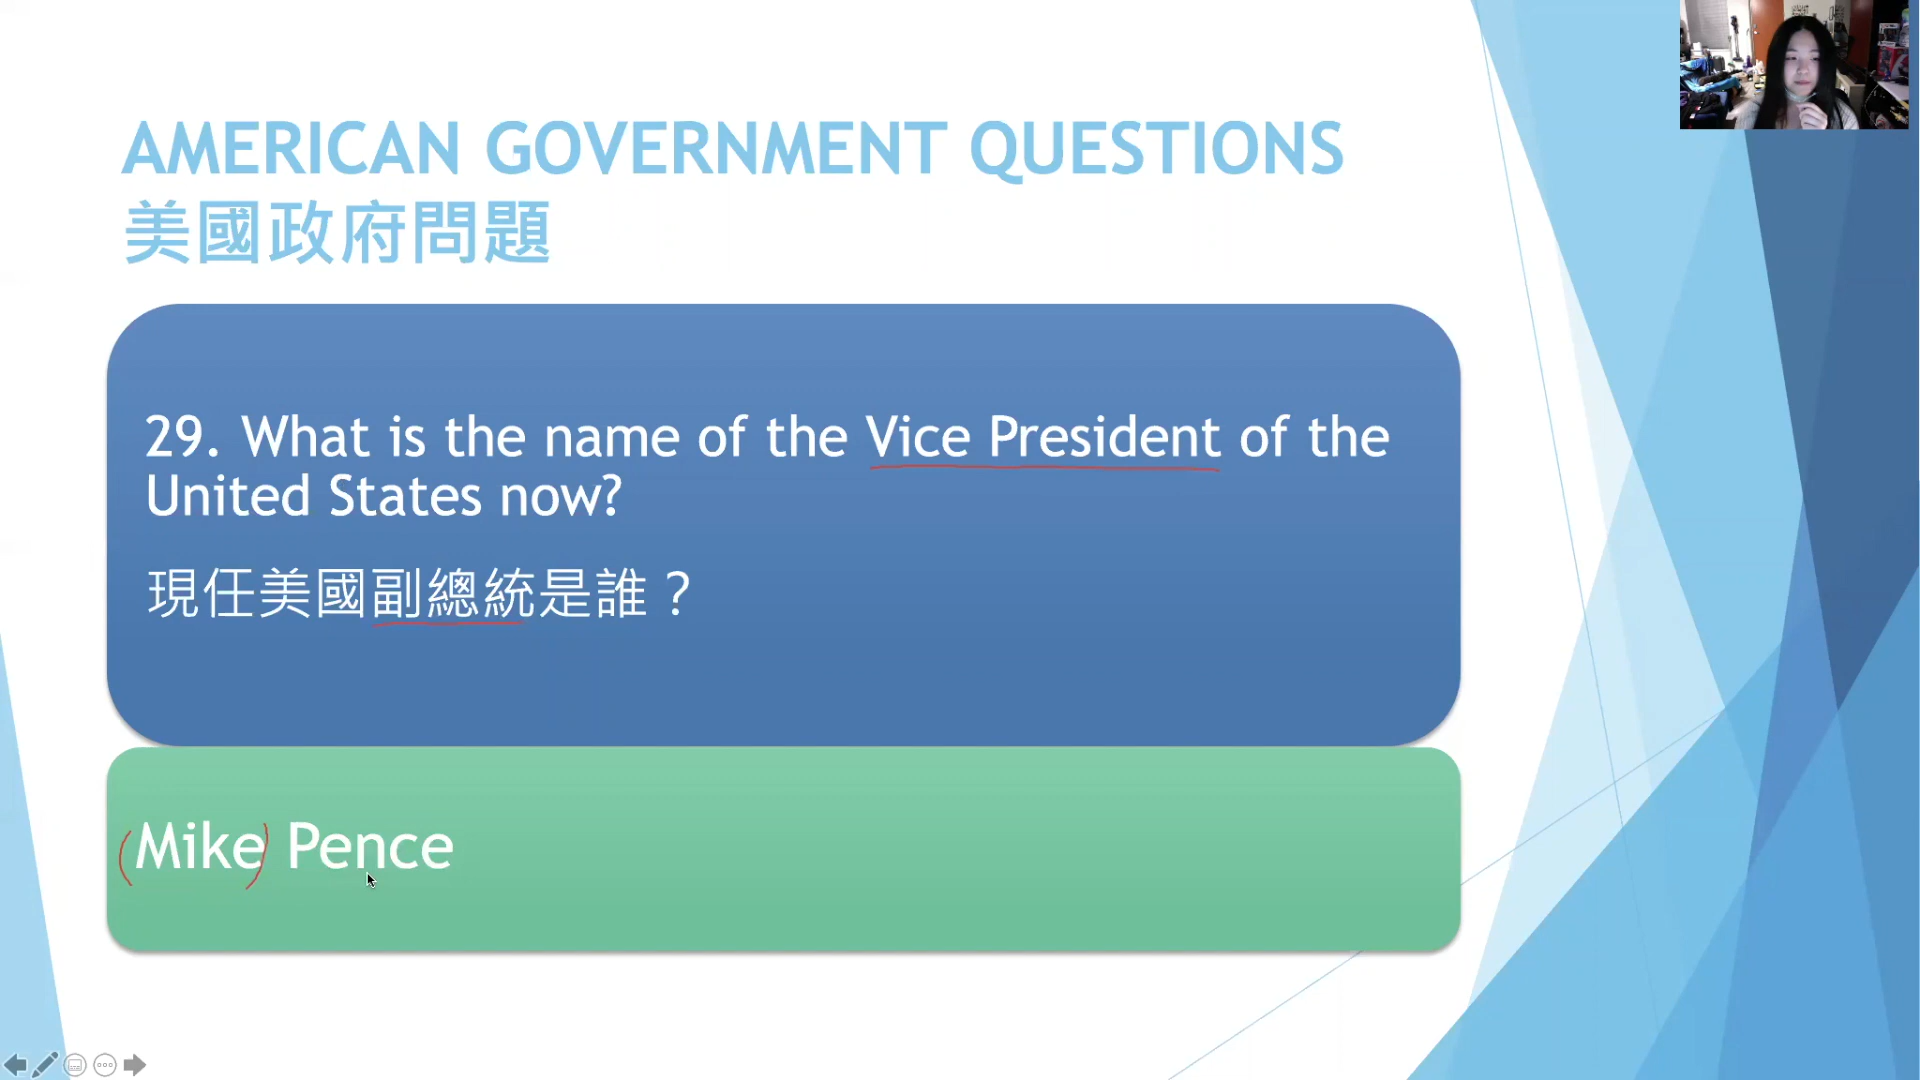 AMERICAN GOVERNMENT QUESTIONS
美國政府問題
29. What is the name of the Vice President of the
United States now?
現任美國副總統是誰？
(Mike) Pence